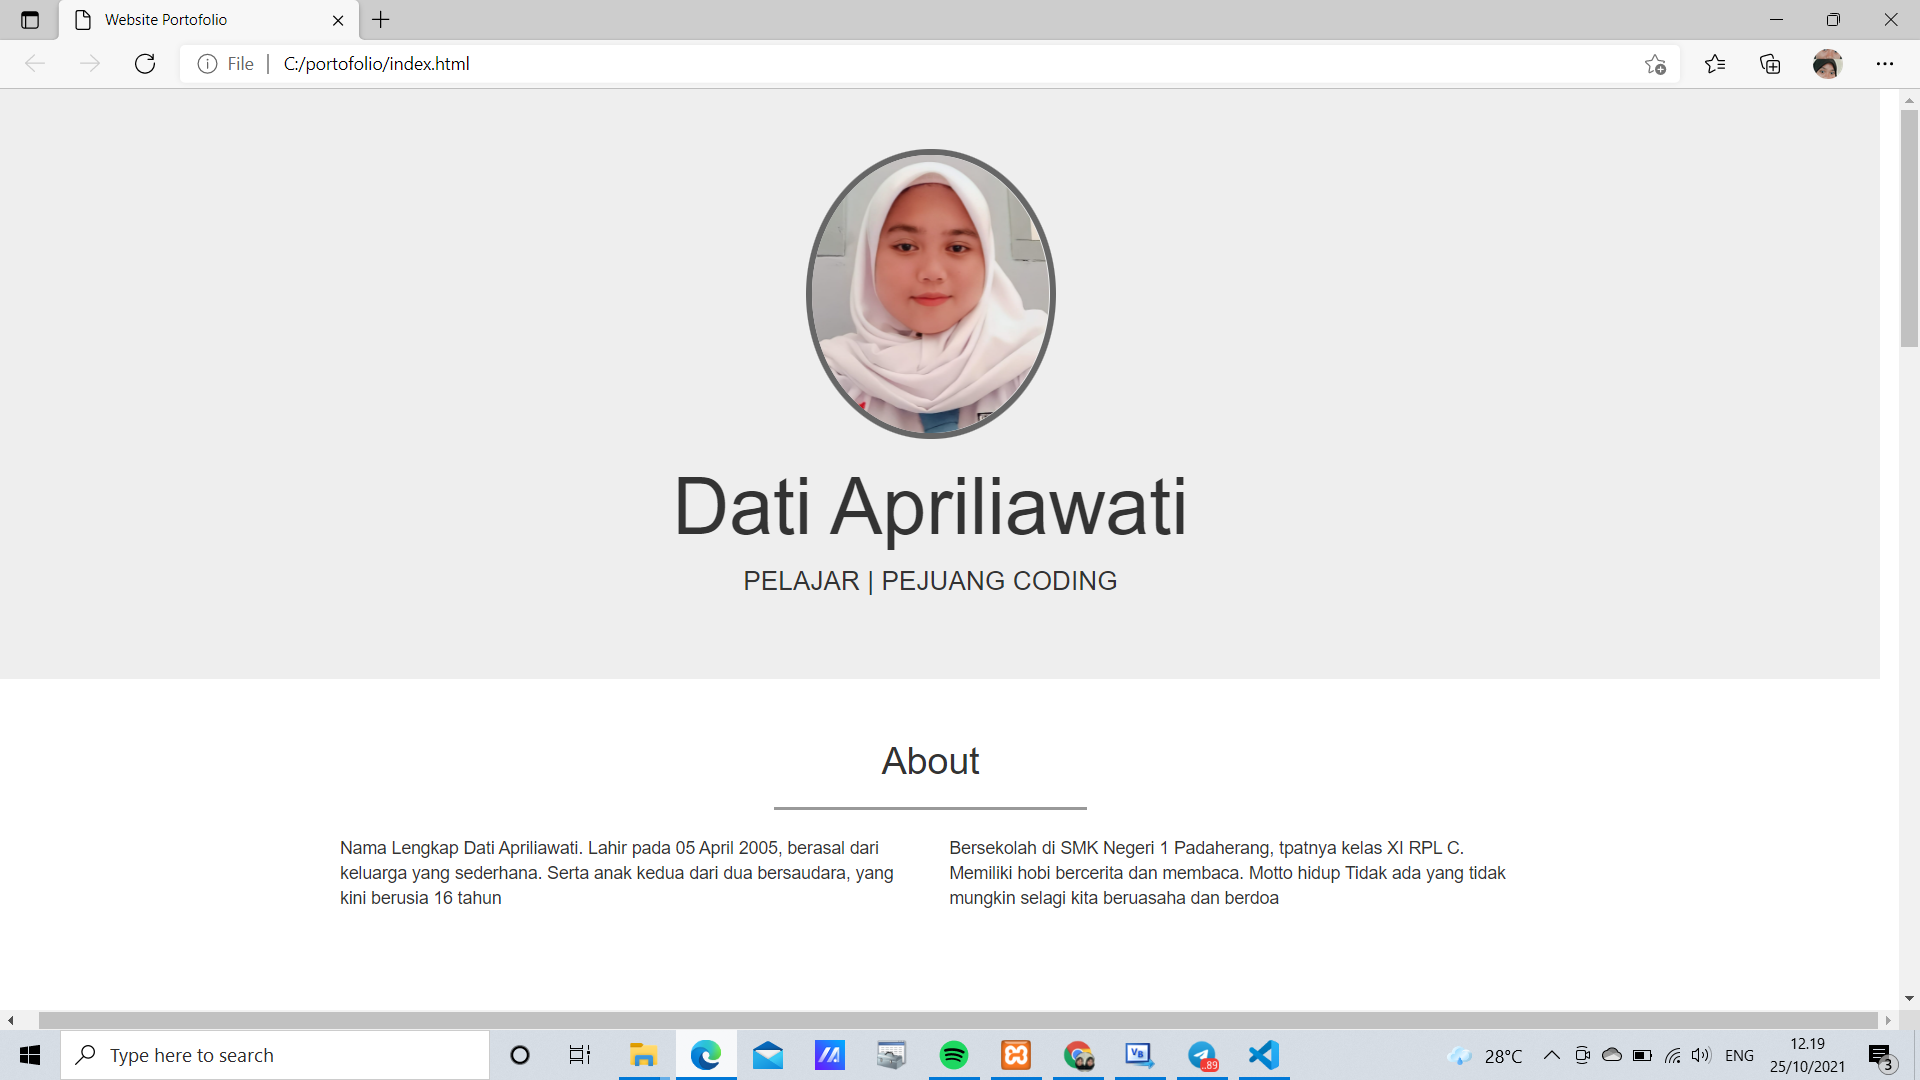 Website Portofolio
File
C:/portofolio/index.html
Dati Apriliawati
PELAJAR | PEJUANG CODING
About
Nama Lengkap Dati Apriliawati. Lahir pada 05 April 2005, berasal dari
keluarga yang sederhana. Serta anak kedua dari dua bersaudara, yang
kini berusia 16 tahun
Bersekolah di SMK Negeri 1 Padaherang, tpatnya kelas XI RPL C.
Memiliki hobi bercerita dan membaca. Motto hidup Tidak ada yang tidak
mungkin selagi kita beruasaha dan berdoa
Type here to search
VB
..89
28°C
ENG
12.19
25/10/2021
3